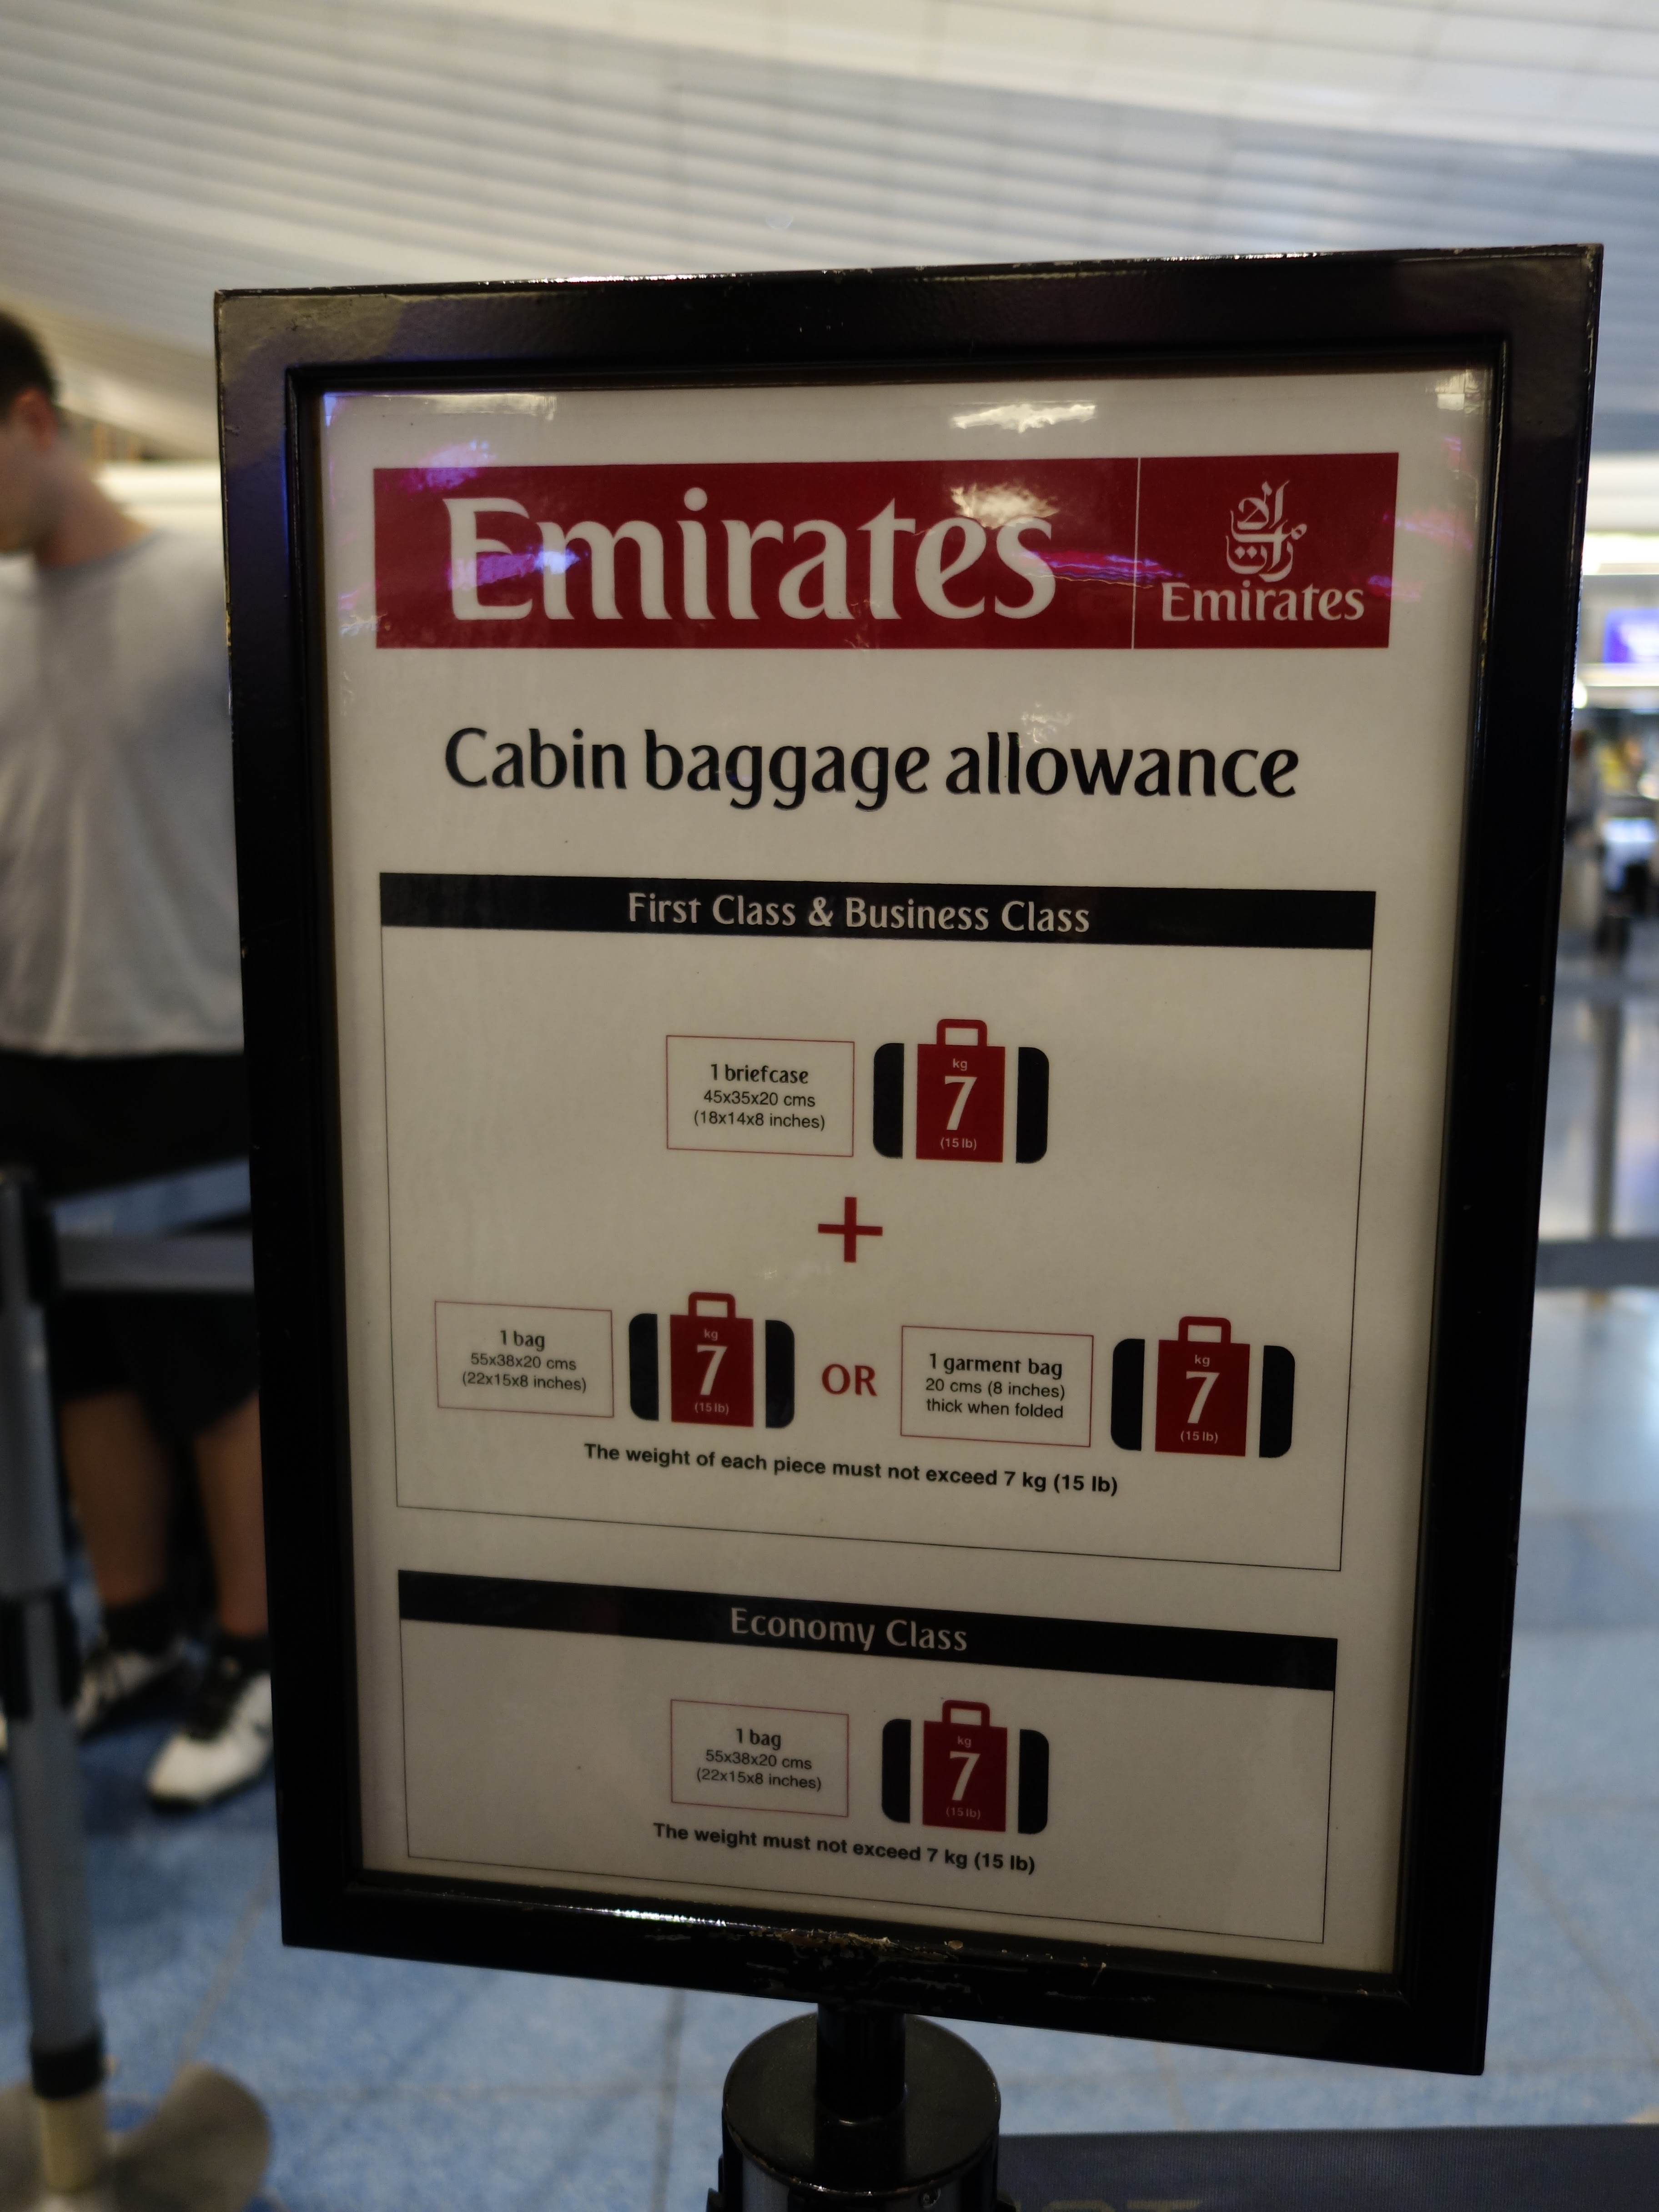 Emirates
امارات
Emirates
Cabin baggage allowance
First Class & Business Class
1 briefcase
45x35x20 cms
(18x14x8 inches)
kg
7
(15 lb)
+
1 bag
55x38x20 cms
(22x15x8 inches)
kg
7
(15 lb)
OR
1 garment bag
20 cms (8 inches)
thick when folded
kg
7
(15 lb)
The weight of each piece must not exceed 7 kg (15 lb)
Economy Class
1 bag
55x38x20 cms
(22x15x8 inches)
kg
7
(15 lb)
The weight must not exceed 7 kg (15 lb)